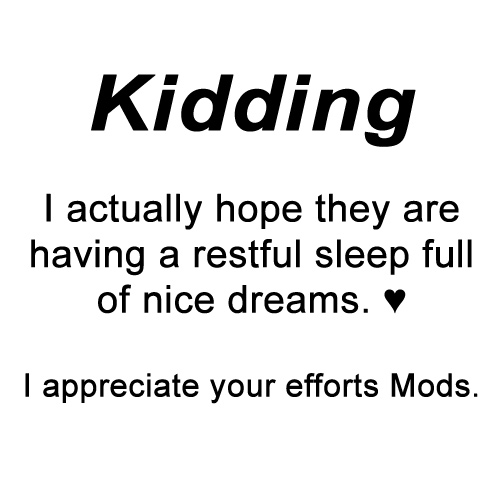 Kidding
I actually hope they are
having a restful sleep full
of nice dreams. ♥
I appreciate your efforts Mods.